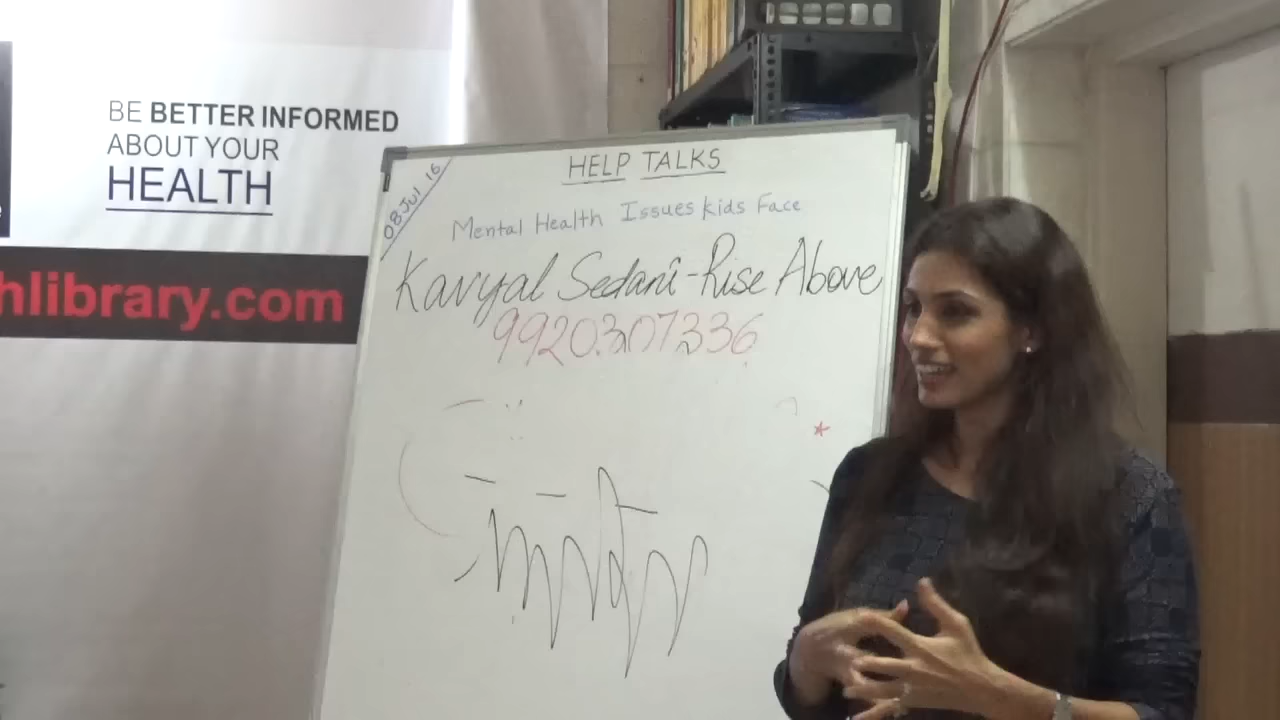 BE BETTER INFORMED
ABOUT YOUR
HEALTH
hlibrary.com
08 Jul 16
HELP TALKS
Mental Health Issues Kids Face
Kavyal Sedani - Rise Above
9920307336